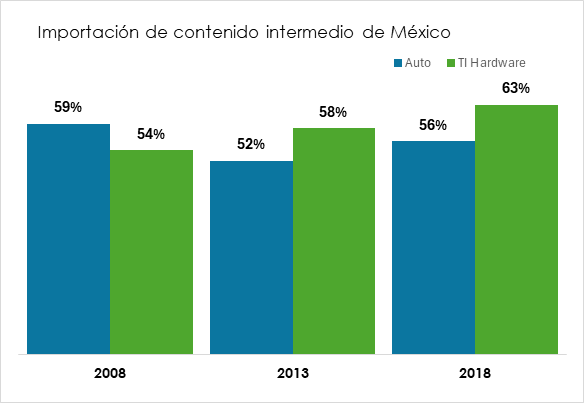 Importación de contenido intermedio de México
Auto TI Hardware
59% 54% 52% 58% 56% 63%
2008 2013 2018